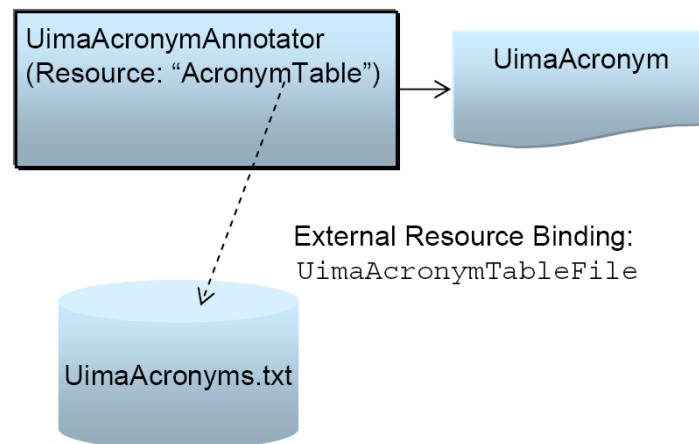 UimaAcronymAnnotator
(Resource: “AcronymTable”)
UimaAcronym
External Resource Binding:
UimaAcronymTableFile
UimaAcronyms.txt